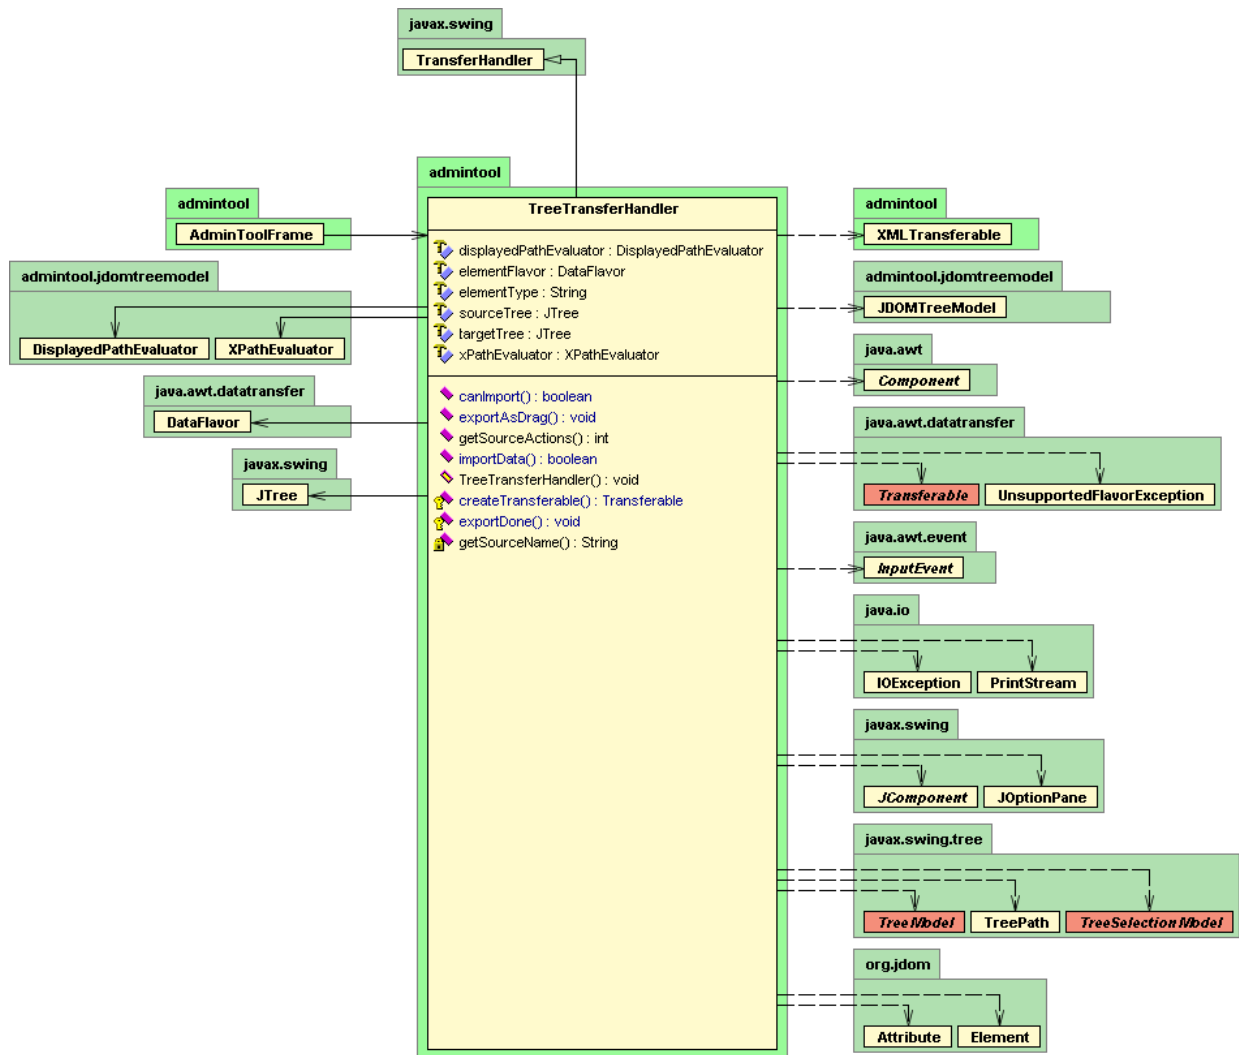 javax.swing
TransferHandler
admintool
TreeTransferHandler
displayedPathEvaluator : DisplayedPathEvaluator
elementFlavor : DataFlavor
elementType : String
sourceTree : JTree
targetTree : JTree
xPathEvaluator : XPathEvaluator
canImport() : boolean
exportAsDrag() : void
getSourceActions() : int
importData() : boolean
TreeTransferHandler() : void
createTransferable() : Transferable
exportDone() : void
getSourceName() : String
admintool
AdminToolFrame
admintool.jdomtreemodel
DisplayedPathEvaluator XPathEvaluator
java.awt.datatransfer
DataFlavor
javax.swing
JTree
admintool
XMLTransferable
admintool.jdomtreemodel
JDOMTreeModel
java.awt
Component
java.awt.datatransfer
Transferable UnsupportedFlavorException
java.awt.event
InputEvent
java.io
IOException PrintStream
javax.swing
JComponent JOptionPane
javax.swing.tree
TreeModel TreePath TreeSelectionModel
org.jdom
Attribute Element